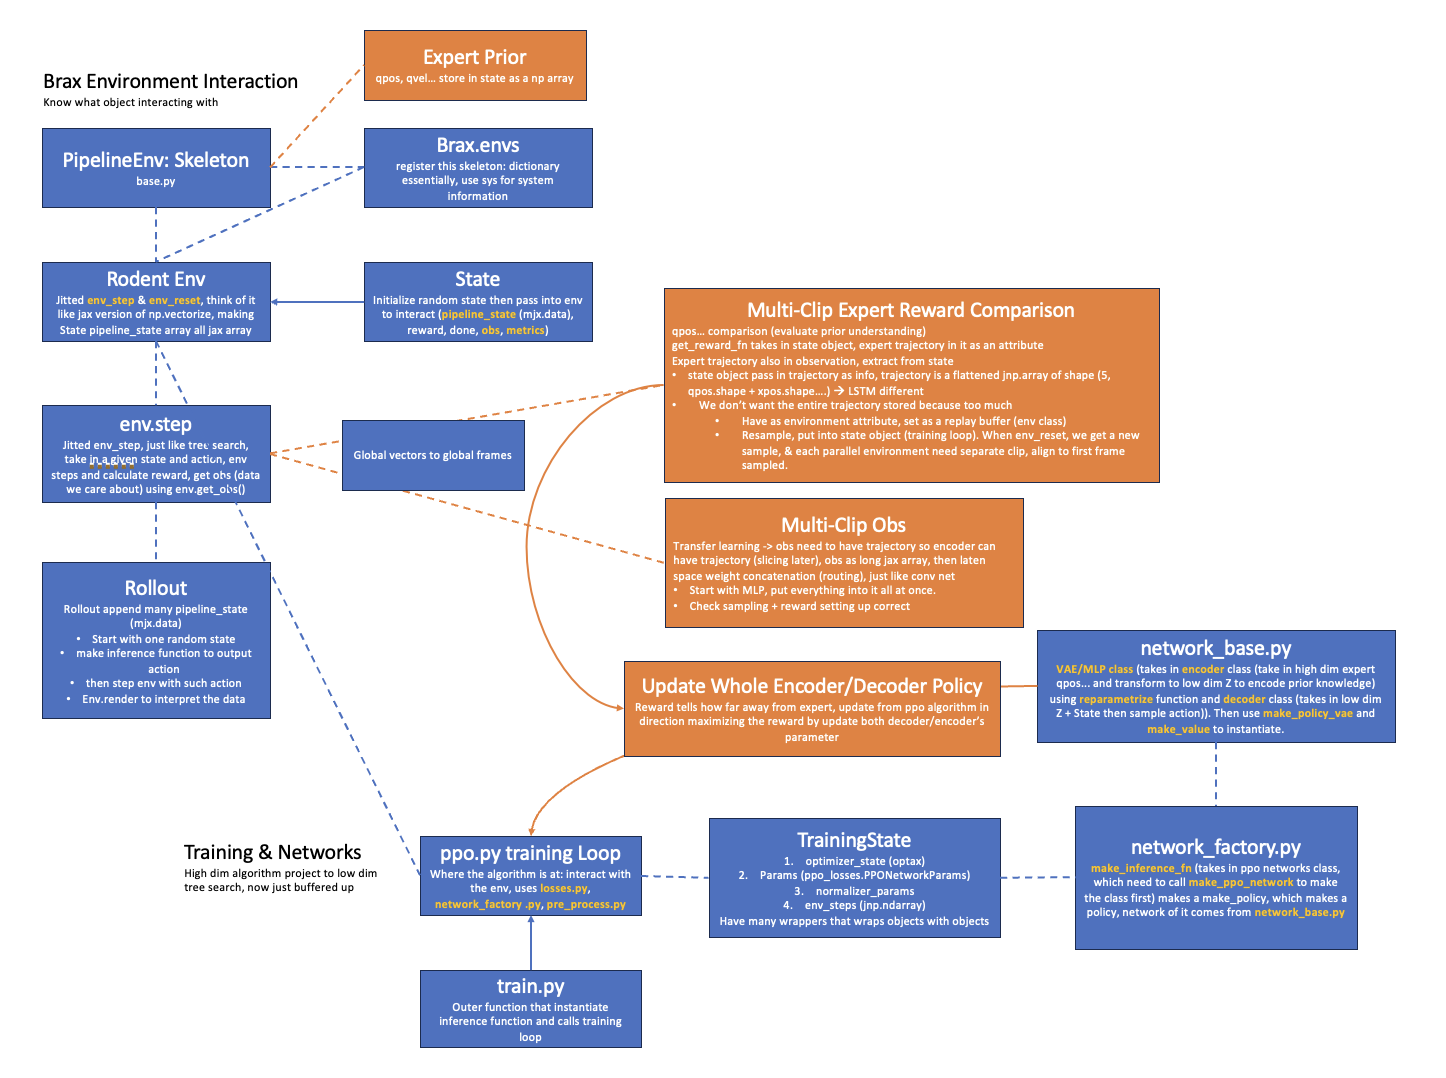 Expert Prior
qpos, qvel... store in state as a np array
Brax Environment Interaction
Know what object interacting with
PipelineEnv: Skeleton
base.py
Brax.envs
register this skeleton: dictionary
essentially, use sys for system
information
Rodent Env
Jitted env_step & env_reset, think of it
like jax version of np.vectorize, making
State pipeline_state array all jax array
State
Initialize random state then pass into env
to interact (pipeline_state (mjx.data),
reward, done, obs, metrics)
Multi-Clip Expert Reward Comparison
qpos... comparison (evaluate prior understanding)
get_reward_fn takes in state object, expert trajectory in it as an attribute
Expert trajectory also in observation, extract from state
• state object pass in trajectory as info, trajectory is a flattened jnp.array of shape (5,
qpos.shape + xpos.shape....) → LSTM different
• We don't want the entire trajectory stored because too much
• Have as environment attribute, set as a replay buffer (env class)
• Resample, put into state object (training loop). When env_reset, we get a new
sample, & each parallel environment need separate clip, align to first frame
sampled.
env.step
Jitted env_step, just like tree search,
take in a given state and action, env
steps and calculate reward, get obs (data
we care about) using env.get_obs()
Global vectors to global frames
Multi-Clip Obs
Transfer learning -> obs need to have trajectory so encoder can
have trajectory (slicing later), obs as long jax array, then laten
space weight concatenation (routing), just like conv net
• Start with MLP, put everything into it all at once.
• Check sampling + reward setting up correct
Rollout
Rollout append many pipeline_state
(mjx.data)
• Start with one random state
• make inference function to output
action
• then step env with such action
• Env.render to interpret the data
Update Whole Encoder/Decoder Policy
Reward tells how far away from expert, update from ppo algorithm in
direction maximizing the reward by update both decoder/encoder's
parameter
network_base.py
VAE/MLP class (takes in encoder class (take in high dim expert
qpos... and transform to low dim Z to encode prior knowledge)
using reparametrize function and decoder class (takes in low dim
Z + State then sample action)). Then use make_policy_vae and
make_value to instantiate.
Training & Networks
High dim algorithm project to low dim
tree search, now just buffered up
ppo.py training Loop
Where the algorithm is at: interact with
the env, uses losses.py,
network_factory .py, pre_process.py
TrainingState
1. optimizer_state (optax)
2. Params (ppo_losses.PPONetworkParams)
3. normalizer_params
4. env_steps (jnp.ndarray)
Have many wrappers that wraps objects with objects
network_factory.py
make_inference_fn (takes in ppo networks class,
which need to call make_ppo_network to make
the class first) makes a make_policy, which makes a
policy, network of it comes from network_base.py
train.py
Outer function that instantiate
inference function and calls training
loop